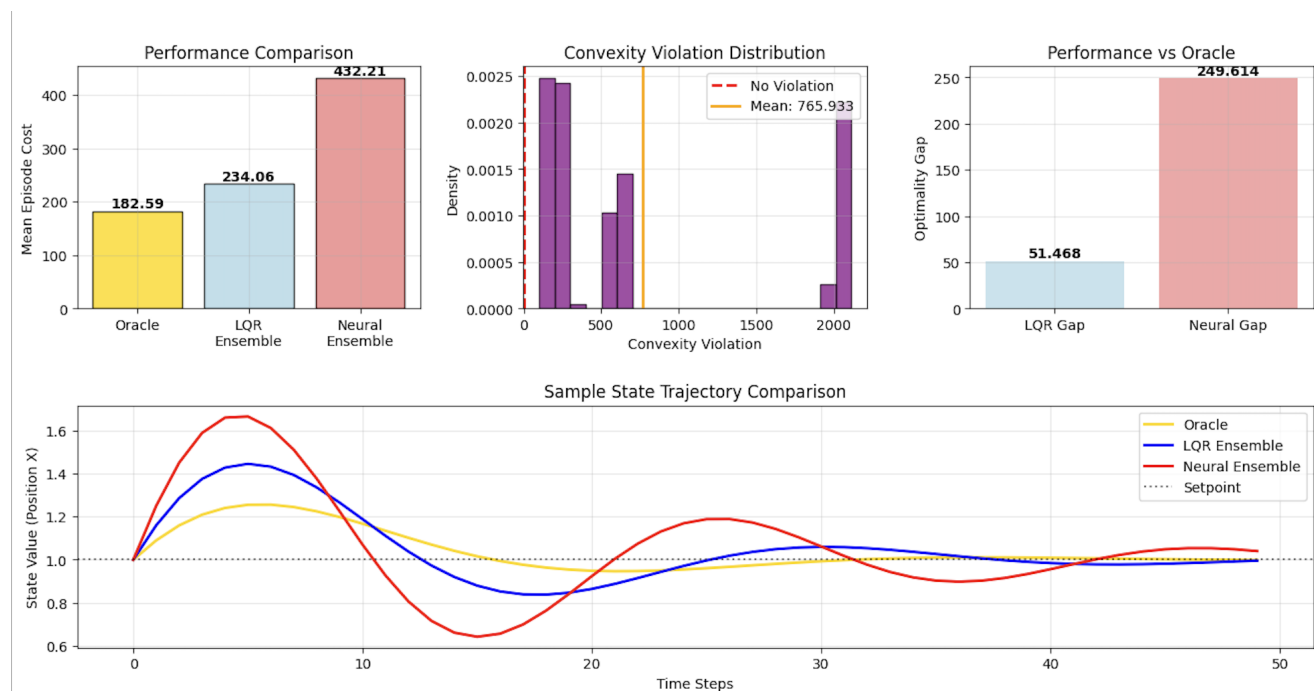 Performance Comparison
Mean Episode Cost
400
300
200
100
0
182.59
234.06
432.21
Oracle
LQR
Ensemble
Neural
Ensemble
Convexity Violation Distribution
Density
0.0025
0.0020
0.0015
0.0010
0.0005
0.0000
No Violation
Mean: 765.933
0
500
1000
1500
2000
Convexity Violation
Performance vs Oracle
Optimality Gap
250
200
150
100
50
0
51.468
249.614
LQR Gap
Neural Gap
Sample State Trajectory Comparison
State Value (Position X)
1.6
1.4
1.2
1.0
0.8
0.6
Oracle
LQR Ensemble
Neural Ensemble
Setpoint
0
10
20
30
40
50
Time Steps